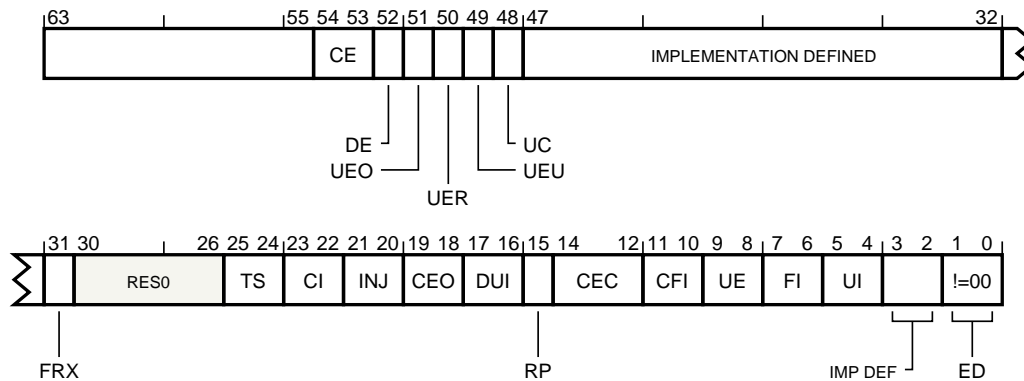 63 55 54 53 52 51 50 49 48 47 32
CE IMPLEMENTATION DEFINED
DE UC
UEO UEU
UER
31 30 26 25 24 23 22 21 20 19 18 17 16 15 14 12 11 10 9 8 7 6 5 4 3 2 1 0
RES0 TS CI INJ CEO DUI CEC CFI UE FI UI !=00
FRX RP IMP DEF ED